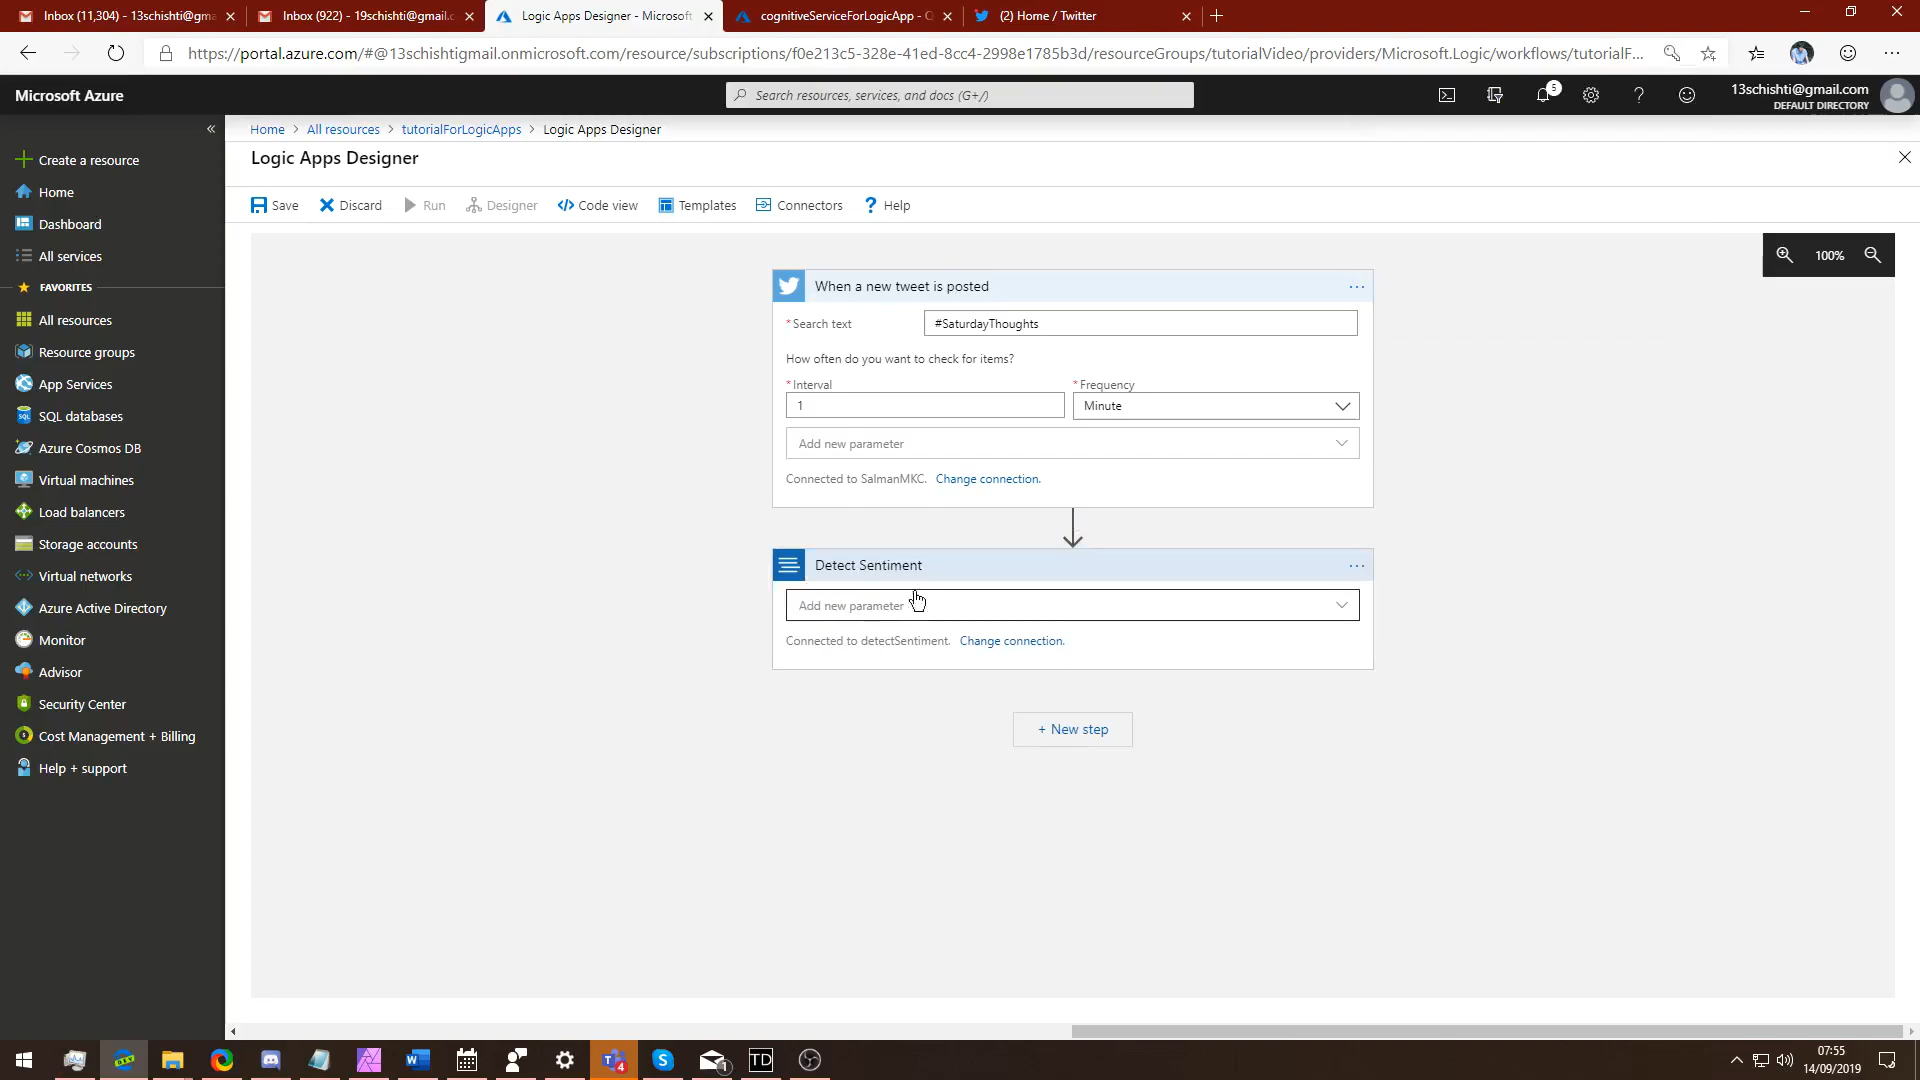 Inbox (11,304) - 13schishti@gma
Inbox (922) - 19schishti@gmail.c
Logic Apps Designer - Microsoft
cognitiveServiceForLogicApp - Q
(2) Home / Twitter
https://portal.azure.com/#@13schishtigmail.onmicrosoft.com/resource/subscriptions/f0e213c5-328e-41ed-8cc4-2998e1785b3d/resourceGroups/tutorialVideo/providers/Microsoft.Logic/workflows/tutorialF...
Microsoft Azure
Search resources, services, and docs (G+/)
5
13schishti@gmail.com
DEFAULT DIRECTORY
Home > All resources > tutorialForLogicApps > Logic Apps Designer
Logic Apps Designer
Save
Discard
Run
Designer
Code view
Templates
Connectors
Help
100%
Create a resource
Home
Dashboard
All services
FAVORITES
All resources
Resource groups
App Services
SQL databases
Azure Cosmos DB
Virtual machines
Load balancers
Storage accounts
Virtual networks
Azure Active Directory
Monitor
Advisor
Security Center
Cost Management + Billing
Help + support
When a new tweet is posted
* Search text
#SaturdayThoughts
How often do you want to check for items?
* Interval
* Frequency
1
Minute
Add new parameter
Connected to SalmanMKC. Change connection.
Detect Sentiment
Add new parameter
Connected to detectSentiment. Change connection.
+ New step
DEV
4
1
TD
07:55
14/09/2019